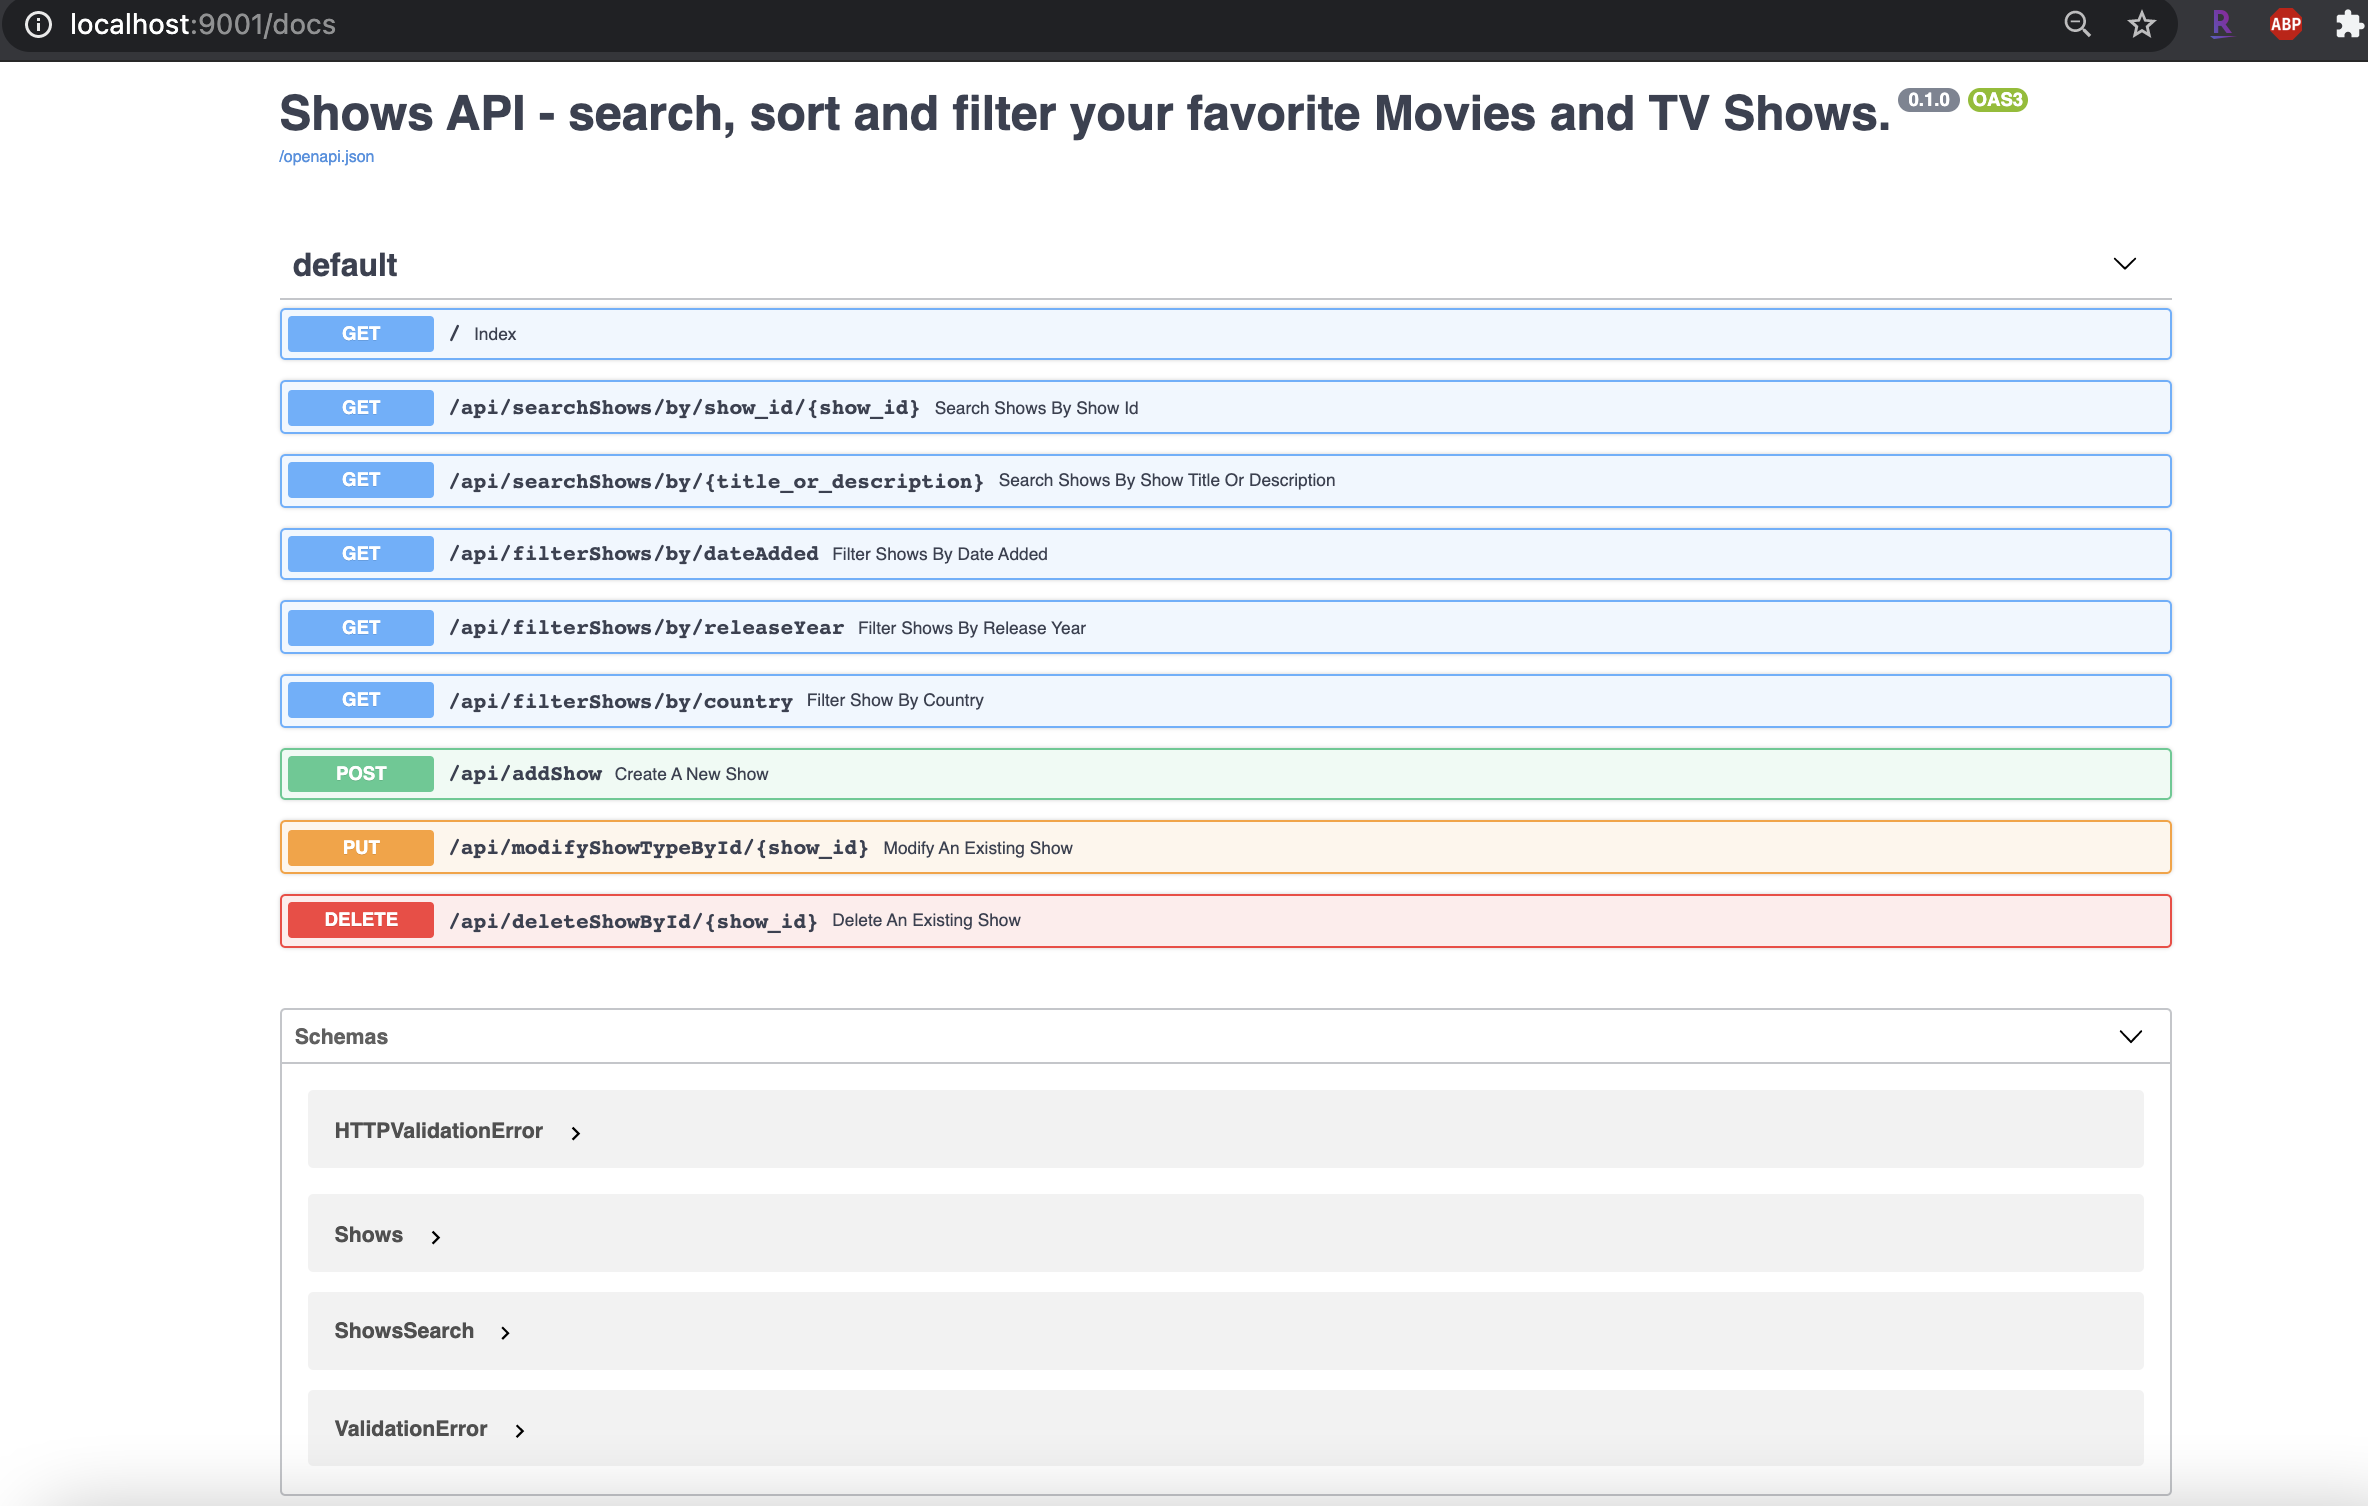 localhost:9001/docs
R
ABP
Shows API - search, sort and filter your favorite Movies and TV Shows. 0.1.0 OAS3
/openapi.json
default
GET / Index
GET /api/searchShows/by/show_id/{show_id} Search Shows By Show Id
GET /api/searchShows/by/{title_or_description} Search Shows By Show Title Or Description
GET /api/filterShows/by/dateAdded Filter Shows By Date Added
GET /api/filterShows/by/releaseYear Filter Shows By Release Year
GET /api/filterShows/by/country Filter Show By Country
POST /api/addShow Create A New Show
PUT /api/modifyShowTypeById/{show_id} Modify An Existing Show
DELETE /api/deleteShowById/{show_id} Delete An Existing Show
Schemas
HTTPValidationError
Shows
ShowsSearch
ValidationError